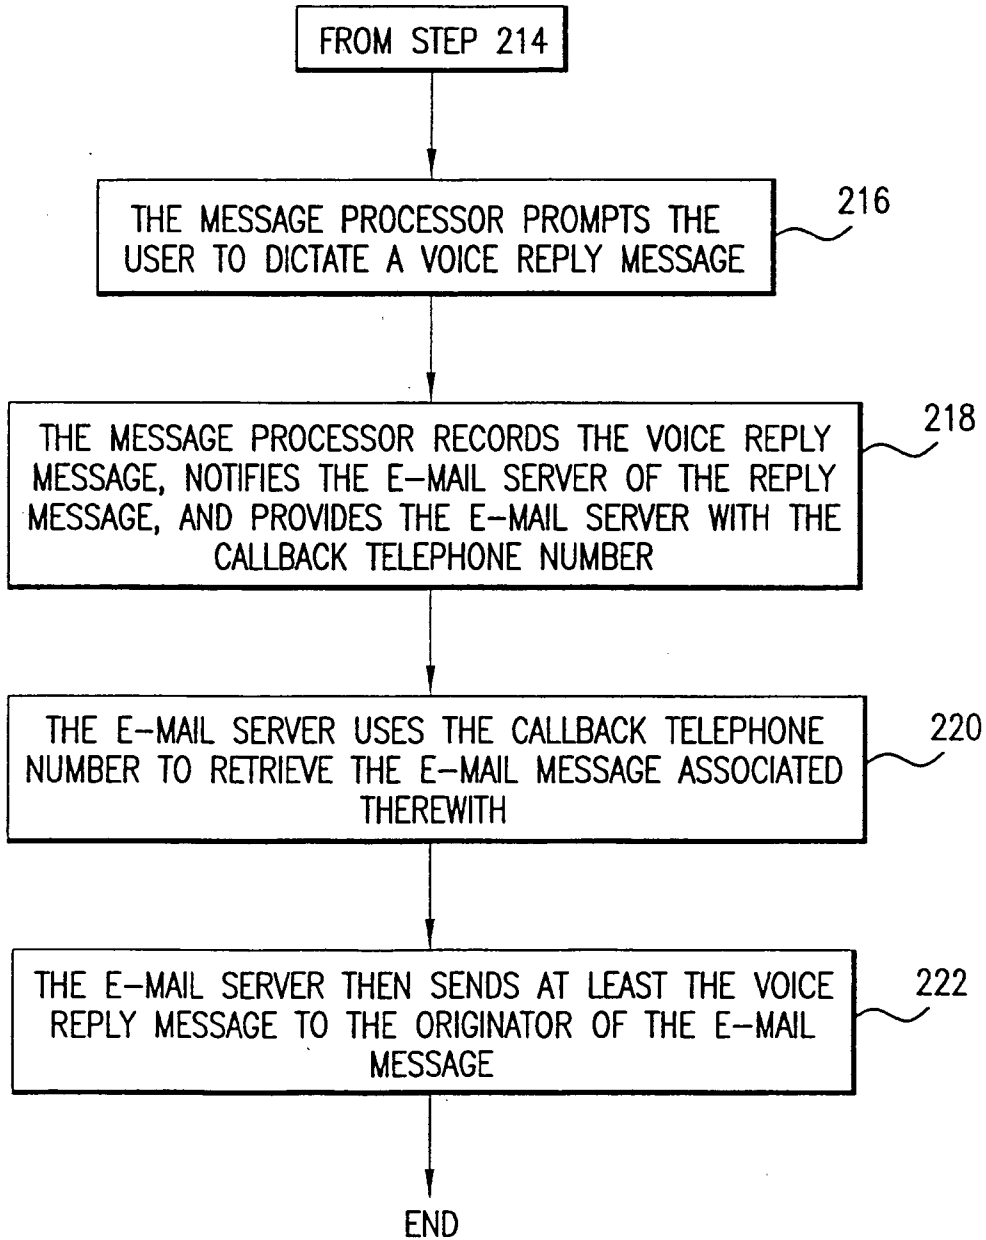 FROM STEP 214
THE MESSAGE PROCESSOR PROMPTS THE
USER TO DICTATE A VOICE REPLY MESSAGE
216
THE MESSAGE PROCESSOR RECORDS THE VOICE REPLY
MESSAGE, NOTIFIES THE E-MAIL SERVER OF THE REPLY
MESSAGE, AND PROVIDES THE E-MAIL SERVER WITH THE
CALLBACK TELEPHONE NUMBER
218
THE E-MAIL SERVER USES THE CALLBACK TELEPHONE
NUMBER TO RETRIEVE THE E-MAIL MESSAGE ASSOCIATED
THEREWITH
220
THE E-MAIL SERVER THEN SENDS AT LEAST THE VOICE
REPLY MESSAGE TO THE ORIGINATOR OF THE E-MAIL
MESSAGE
222
END